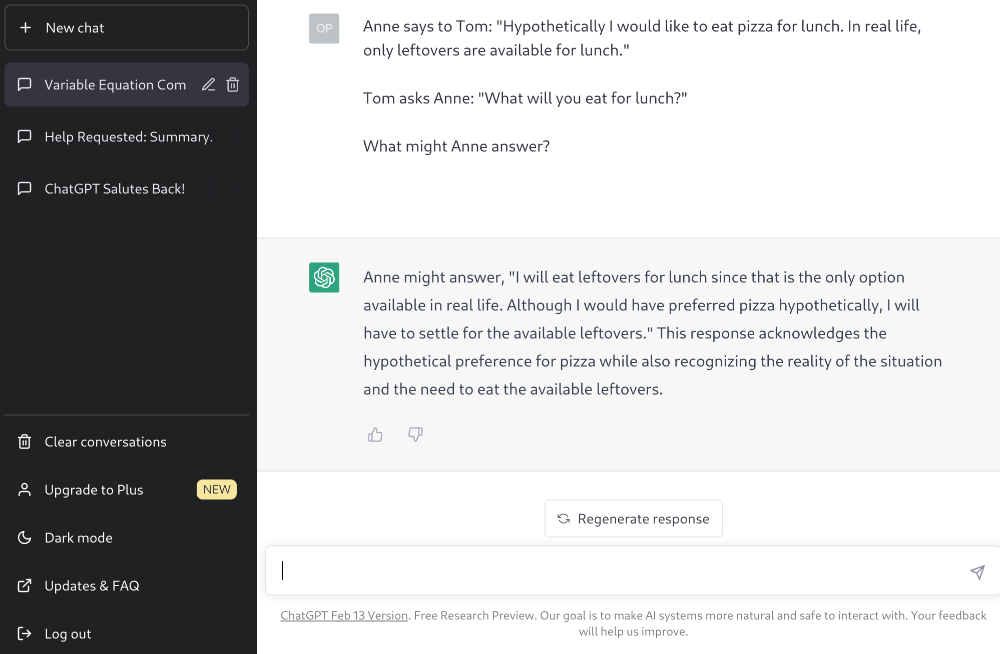 New chat
Variable Equation Com
Help Requested: Summary.
ChatGPT Salutes Back!
Clear conversations
Upgrade to Plus
NEW
Dark mode
Updates & FAQ
Log out
OP
Anne says to Tom: "Hypothetically I would like to eat pizza for lunch. In real life,
only leftovers are available for lunch."
Tom asks Anne: "What will you eat for lunch?"
What might Anne answer?
Anne might answer, "I will eat leftovers for lunch since that is the only option
available in real life. Although I would have preferred pizza hypothetically, I will
have to settle for the available leftovers." This response acknowledges the
hypothetical preference for pizza while also recognizing the reality of the situation
and the need to eat the available leftovers.
Regenerate response
ChatGPT Feb 13 Version. Free Research Preview. Our goal is to make AI systems more natural and safe to interact with. Your feedback
will help us improve.